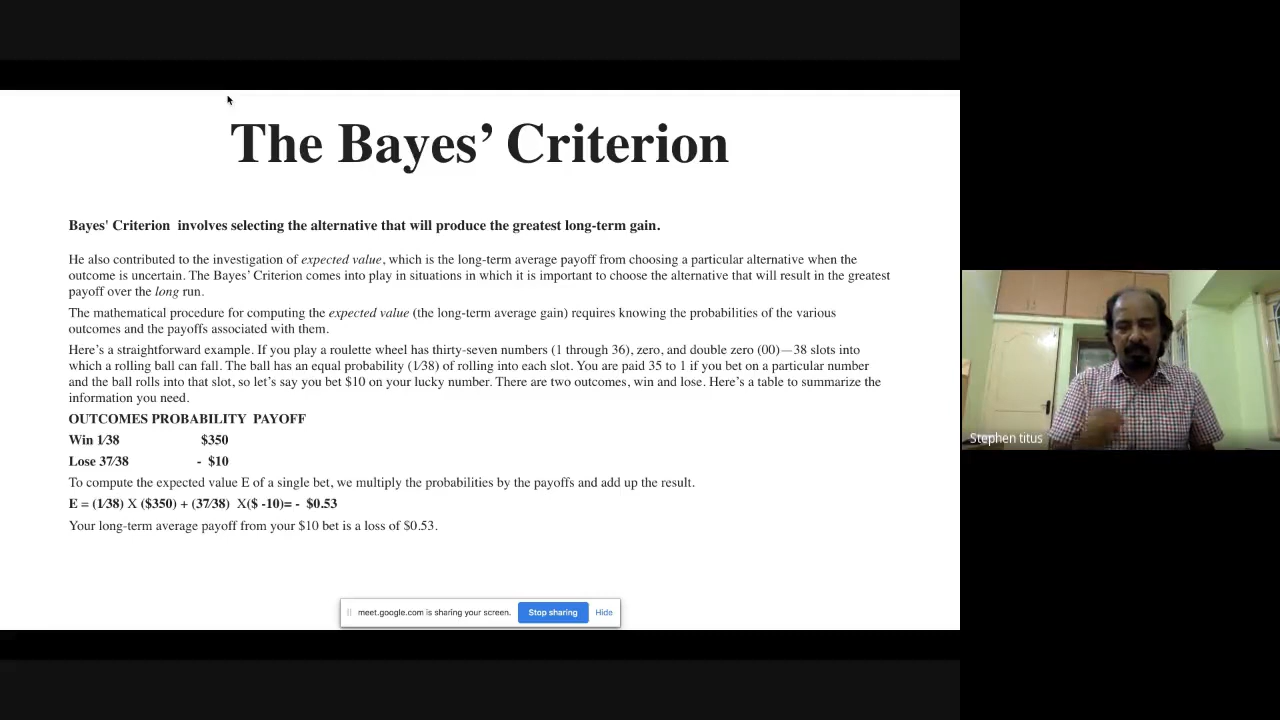 The Bayes’ Criterion
Bayes' Criterion involves selecting the alternative that will produce the greatest long-term gain.
He also contributed to the investigation of expected value, which is the long-term average payoff from choosing a particular alternative when the
outcome is uncertain. The Bayes’ Criterion comes into play in situations in which it is important to choose the alternative that will result in the greatest
payoff over the long run.
The mathematical procedure for computing the expected value (the long-term average gain) requires knowing the probabilities of the various
outcomes and the payoffs associated with them.
Here’s a straightforward example. If you play a roulette wheel has thirty-seven numbers (1 through 36), zero, and double zero (00)—38 slots into
which a rolling ball can fall. The ball has an equal probability (1/38) of rolling into each slot. You are paid 35 to 1 if you bet on a particular number
and the ball rolls into that slot, so let’s say you bet $10 on your lucky number. There are two outcomes, win and lose. Here’s a table to summarize the
information you need.
OUTCOMES PROBABILITY PAYOFF
Win 1/38 $350
Lose 37/38 - $10
To compute the expected value E of a single bet, we multiply the probabilities by the payoffs and add up the result.
E = (1/38) X ($350) + (37/38) X($ -10)= - $0.53
Your long-term average payoff from your $10 bet is a loss of $0.53.
meet.google.com is sharing your screen. Stop sharing Hide
Stephen titus